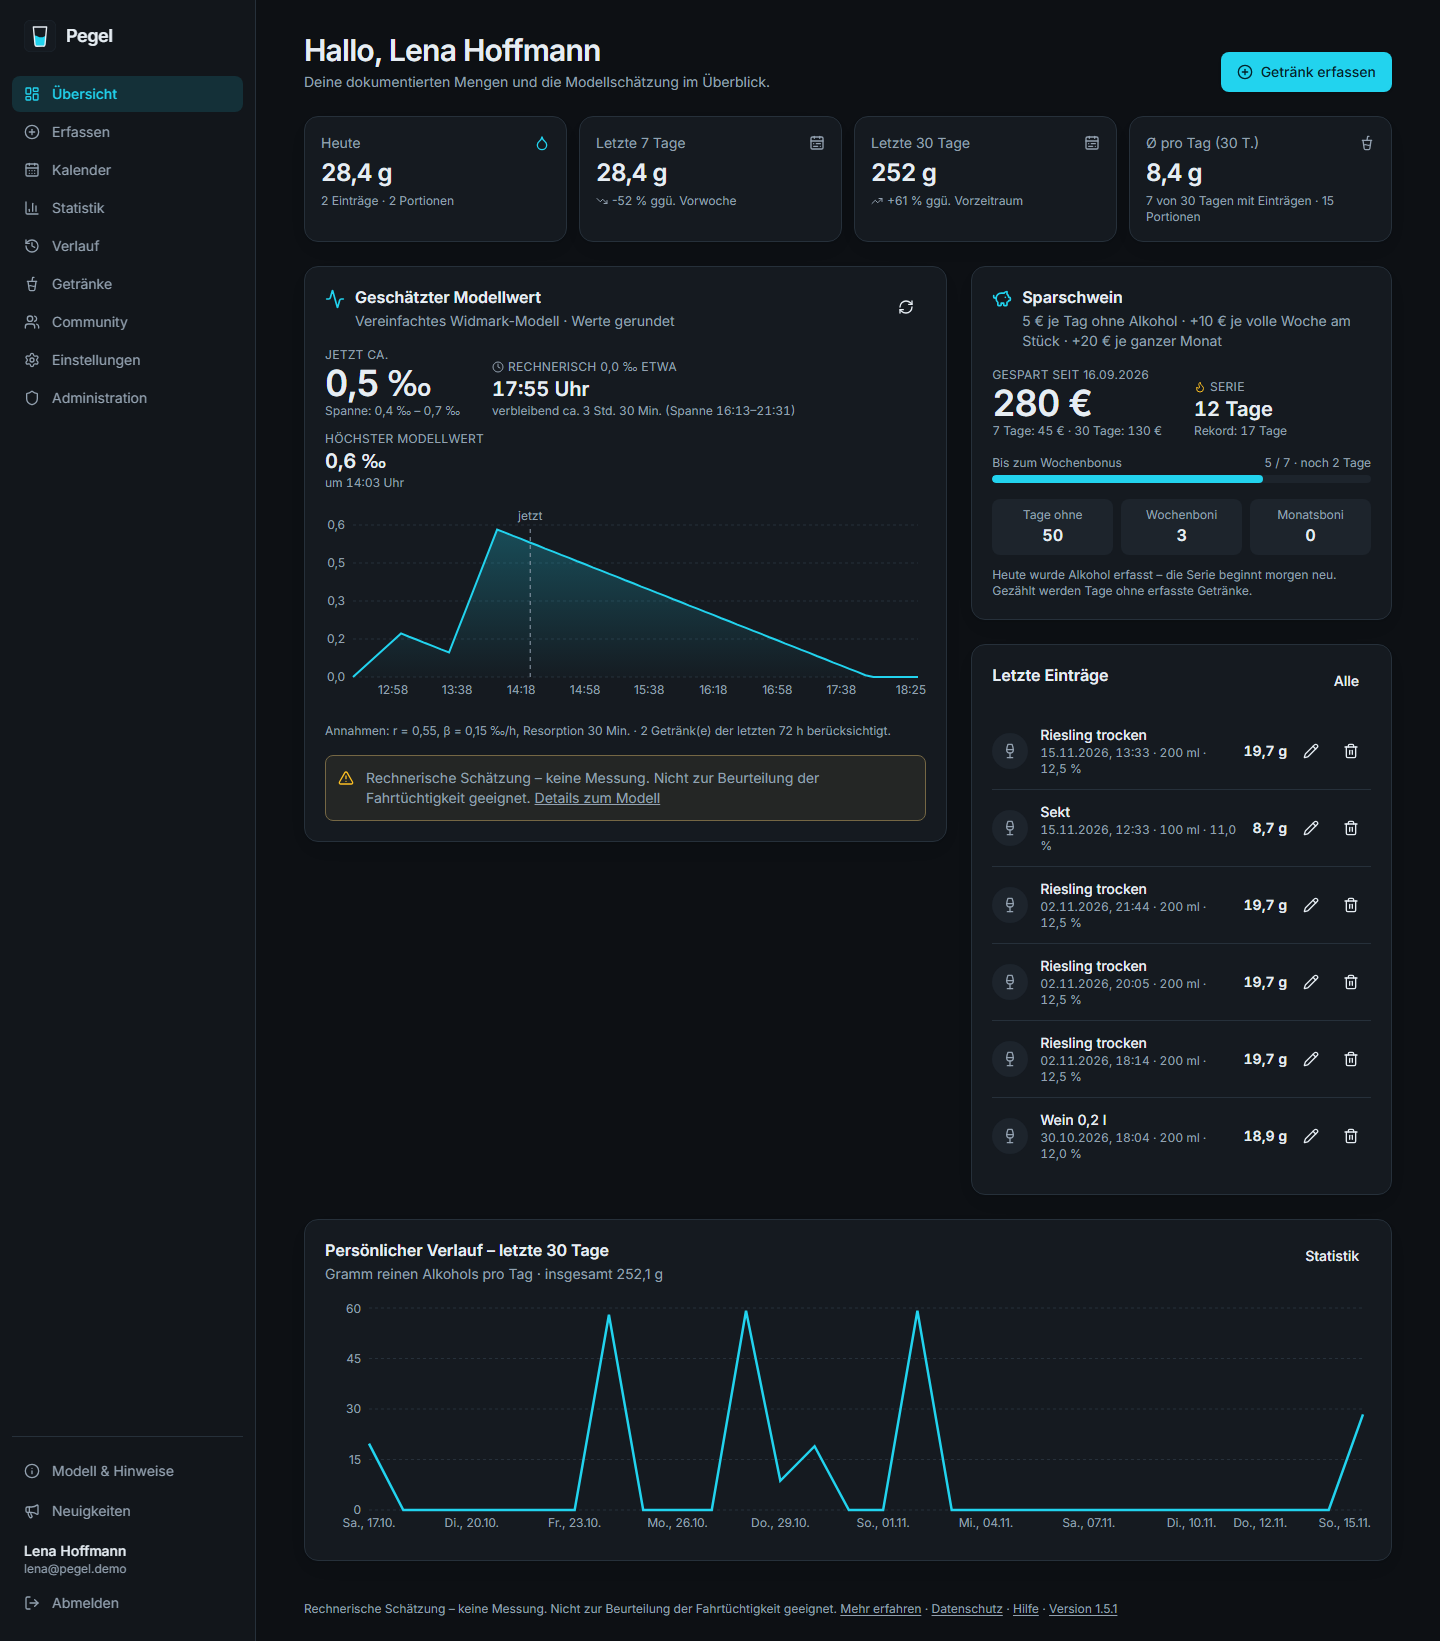 Pegel
Übersicht
Erfassen
Kalender
Statistik
Verlauf
Getränke
Community
Einstellungen
Administration
Modell & Hinweise
Neuigkeiten
Lena Hoffmann
lena@pegel.demo
Abmelden
Hallo, Lena Hoffmann
Deine dokumentierten Mengen und die Modellschätzung im Überblick.
Getränk erfassen
Heute
28,4 g
2 Einträge · 2 Portionen
Letzte 7 Tage
28,4 g
-52 % ggü. Vorwoche
Letzte 30 Tage
252 g
+61 % ggü. Vorzeitraum
Ø pro Tag (30 T.)
8,4 g
7 von 30 Tagen mit Einträgen · 15
Portionen
Geschätzter Modellwert
Vereinfachtes Widmark-Modell · Werte gerundet
JETZT CA.
0,5 ‰
Spanne: 0,4 ‰ – 0,7 ‰
RECHNERISCH 0,0 ‰ ETWA
17:55 Uhr
verbleibend ca. 3 Std. 30 Min. (Spanne 16:13–21:31)
HÖCHSTER MODELLWERT
0,6 ‰
um 14:03 Uhr
jetzt
0,6
0,5
0,3
0,2
0,0
12:58 13:38 14:18 14:58 15:38 16:18 16:58 17:38 18:25
Annahmen: r = 0,55, β = 0,15 ‰/h, Resorption 30 Min. · 2 Getränk(e) der letzten 72 h berücksichtigt.
Rechnerische Schätzung – keine Messung. Nicht zur Beurteilung der
Fahrtüchtigkeit geeignet. Details zum Modell
Sparschwein
5 € je Tag ohne Alkohol · +10 € je volle Woche am
Stück · +20 € je ganzer Monat
GESPART SEIT 16.09.2026
280 €
7 Tage: 45 € · 30 Tage: 130 €
SERIE
12 Tage
Rekord: 17 Tage
Bis zum Wochenbonus 5 / 7 · noch 2 Tage
Tage ohne
50
Wochenboni
3
Monatsboni
0
Heute wurde Alkohol erfasst – die Serie beginnt morgen neu.
Gezählt werden Tage ohne erfasste Getränke.
Letzte Einträge
Alle
Riesling trocken
15.11.2026, 13:33 · 200 ml ·
12,5 %
19,7 g
Sekt
15.11.2026, 12:33 · 100 ml · 11,0
%
8,7 g
Riesling trocken
02.11.2026, 21:44 · 200 ml ·
12,5 %
19,7 g
Riesling trocken
02.11.2026, 20:05 · 200 ml ·
12,5 %
19,7 g
Riesling trocken
02.11.2026, 18:14 · 200 ml ·
12,5 %
19,7 g
Wein 0,2 l
30.10.2026, 18:04 · 200 ml ·
12,0 %
18,9 g
Persönlicher Verlauf – letzte 30 Tage
Gramm reinen Alkohols pro Tag · insgesamt 252,1 g
Statistik
60
45
30
15
0
Sa., 17.10. Di., 20.10. Fr., 23.10. Mo., 26.10. Do., 29.10. So., 01.11. Mi., 04.11. Sa., 07.11. Di., 10.11. Do., 12.11. So., 15.11.
Rechnerische Schätzung – keine Messung. Nicht zur Beurteilung der Fahrtüchtigkeit geeignet. Mehr erfahren · Datenschutz · Hilfe · Version 1.5.1